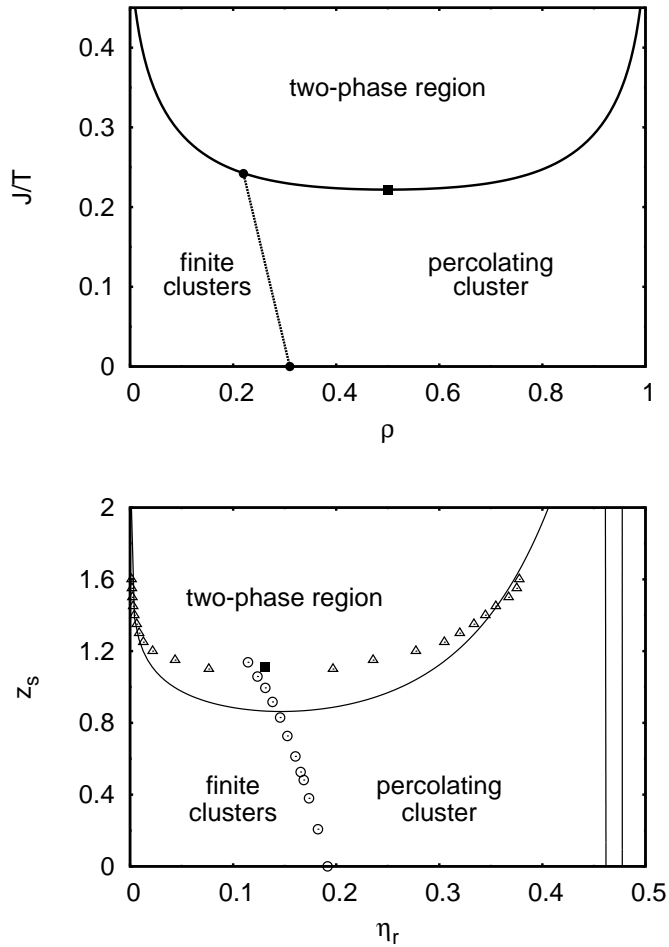 0.4
0.3
0.2
0.1
0
J/T
two-phase region
finite
clusters
percolating
cluster
0 0.2 0.4 0.6 0.8 1
ρ
2
1.6
1.2
0.8
0.4
0
z_s
two-phase region
finite
clusters
percolating
cluster
0 0.1 0.2 0.3 0.4 0.5
η_r